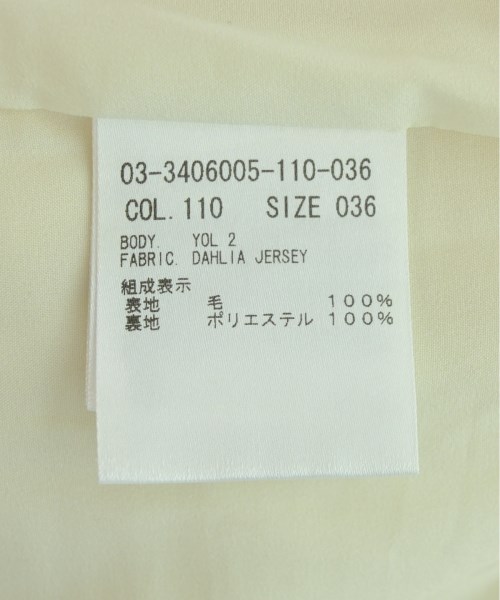 03-3406005-110-036
COL. 110 SIZE 036
BODY. YOL 2
FABRIC. DAHLIA JERSEY
組成表示
表地 毛 100%
裏地 ポリエステル 100%